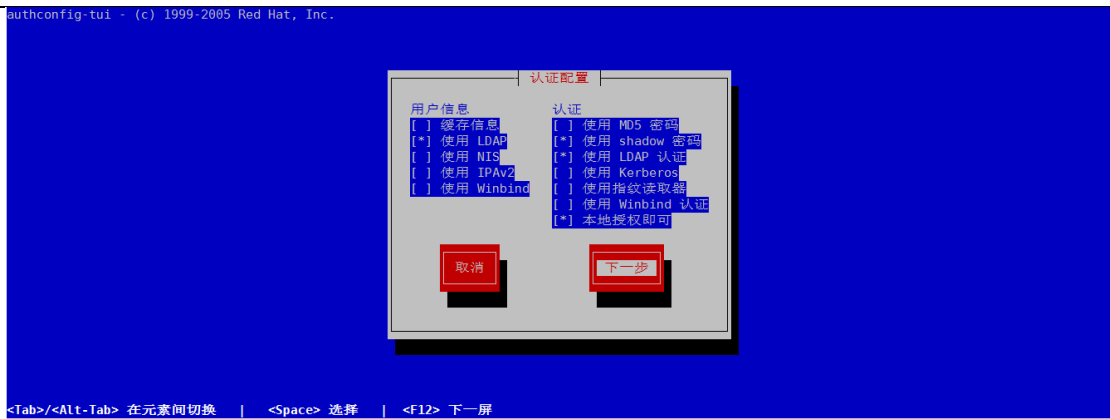 authconfig-tui - (c) 1999-2005 Red Hat, Inc.
认证配置
用户信息
[ ] 缓存信息
[*] 使用 LDAP
[ ] 使用 NIS
[ ] 使用 IPAv2
[ ] 使用 Winbind
认证
[ ] 使用 MD5 密码
[*] 使用 shadow 密码
[*] 使用 LDAP 认证
[ ] 使用 Kerberos
[ ] 使用指纹读取器
[ ] 使用 Winbind 认证
[*] 本地授权即可
取消
下一步
<Tab>/<Alt-Tab> 在元素间切换 | <Space> 选择 | <F12> 下一屏